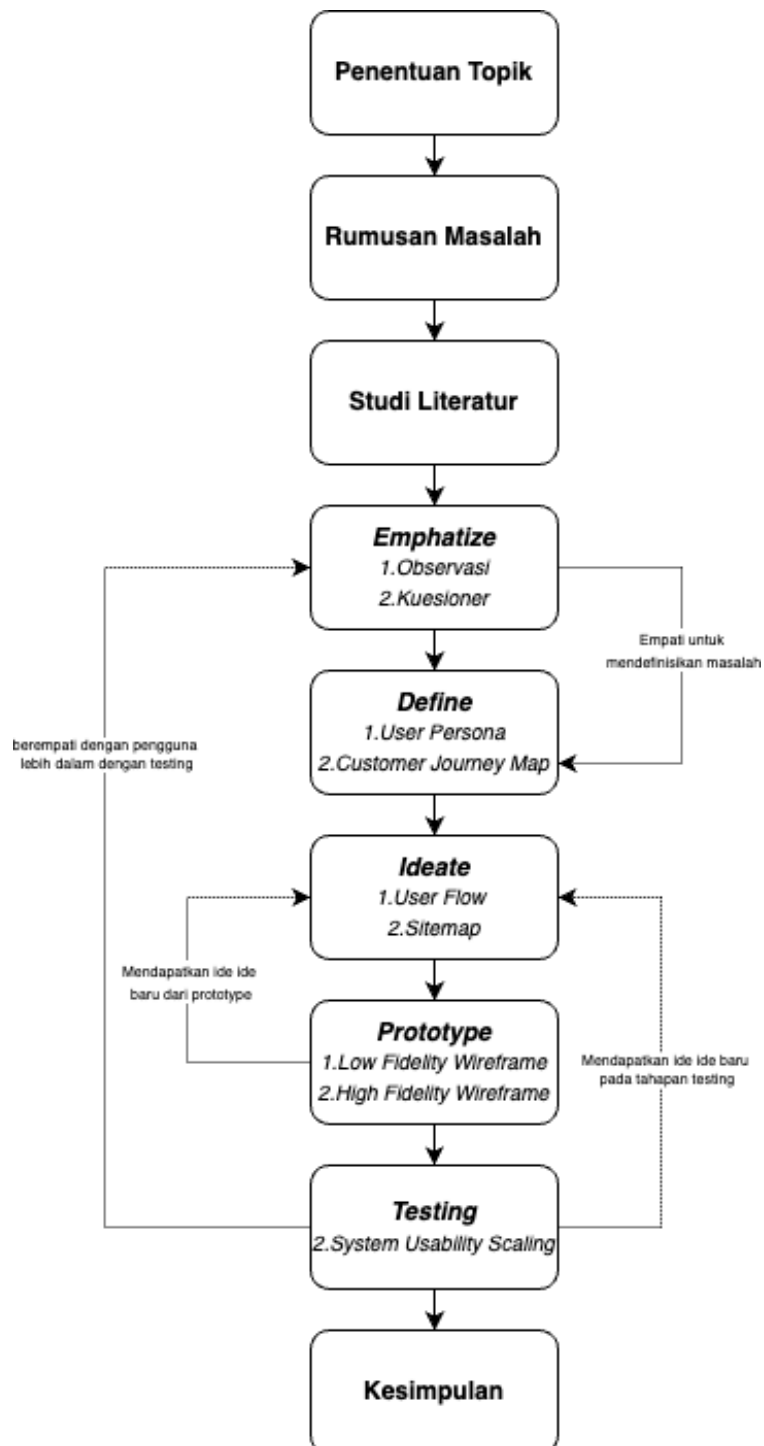 Penentuan Topik
Rumusan Masalah
Studi Literatur
Emphatize
1.Observasi
2.Kuesioner
Empati untuk
mendefinisikan masalah
Define
1.User Persona
2.Customer Journey Map
berempati dengan pengguna
lebih dalam dengan testing
Ideate
1.User Flow
2.Sitemap
Mendapatkan ide ide
baru dari prototype
Prototype
1.Low Fidelity Wireframe
2.High Fidelity Wireframe
Mendapatkan ide ide baru
pada tahapan testing
Testing
2.System Usability Scaling
Kesimpulan